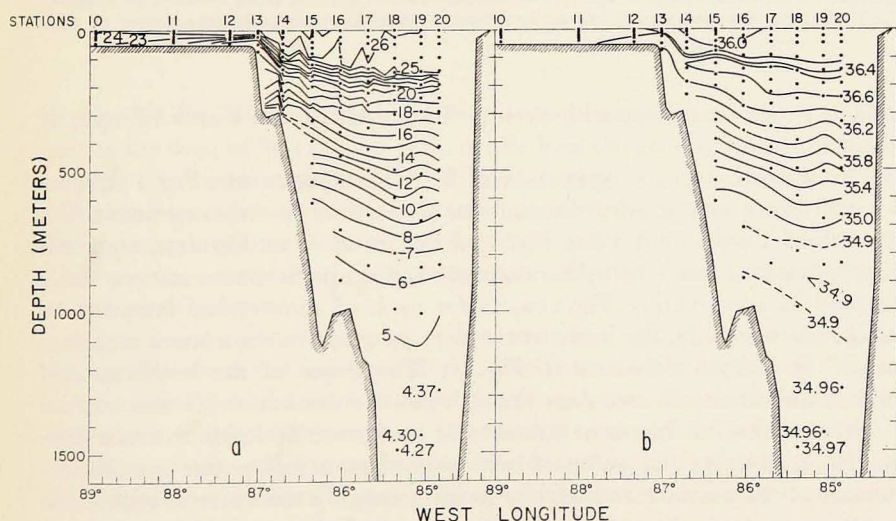 STATIONS 10 11 12 13 14 15 16 17 18 19 20 10 11 12 13 14 15 16 17 18 19 20
0
24 23 26 36.0
25 36.4
20 36.6
18
16 36.2
14 35.8
500 12 35.4
10 35.0
8 34.9
7
6 34.9
1000 34.9
5
4.37 34.96
4.30 34.96
4.27 34.97
1500 a b
DEPTH (METERS)
89° 88° 87° 86° 85° 89° 88° 87° 86° 85°
WEST LONGITUDE